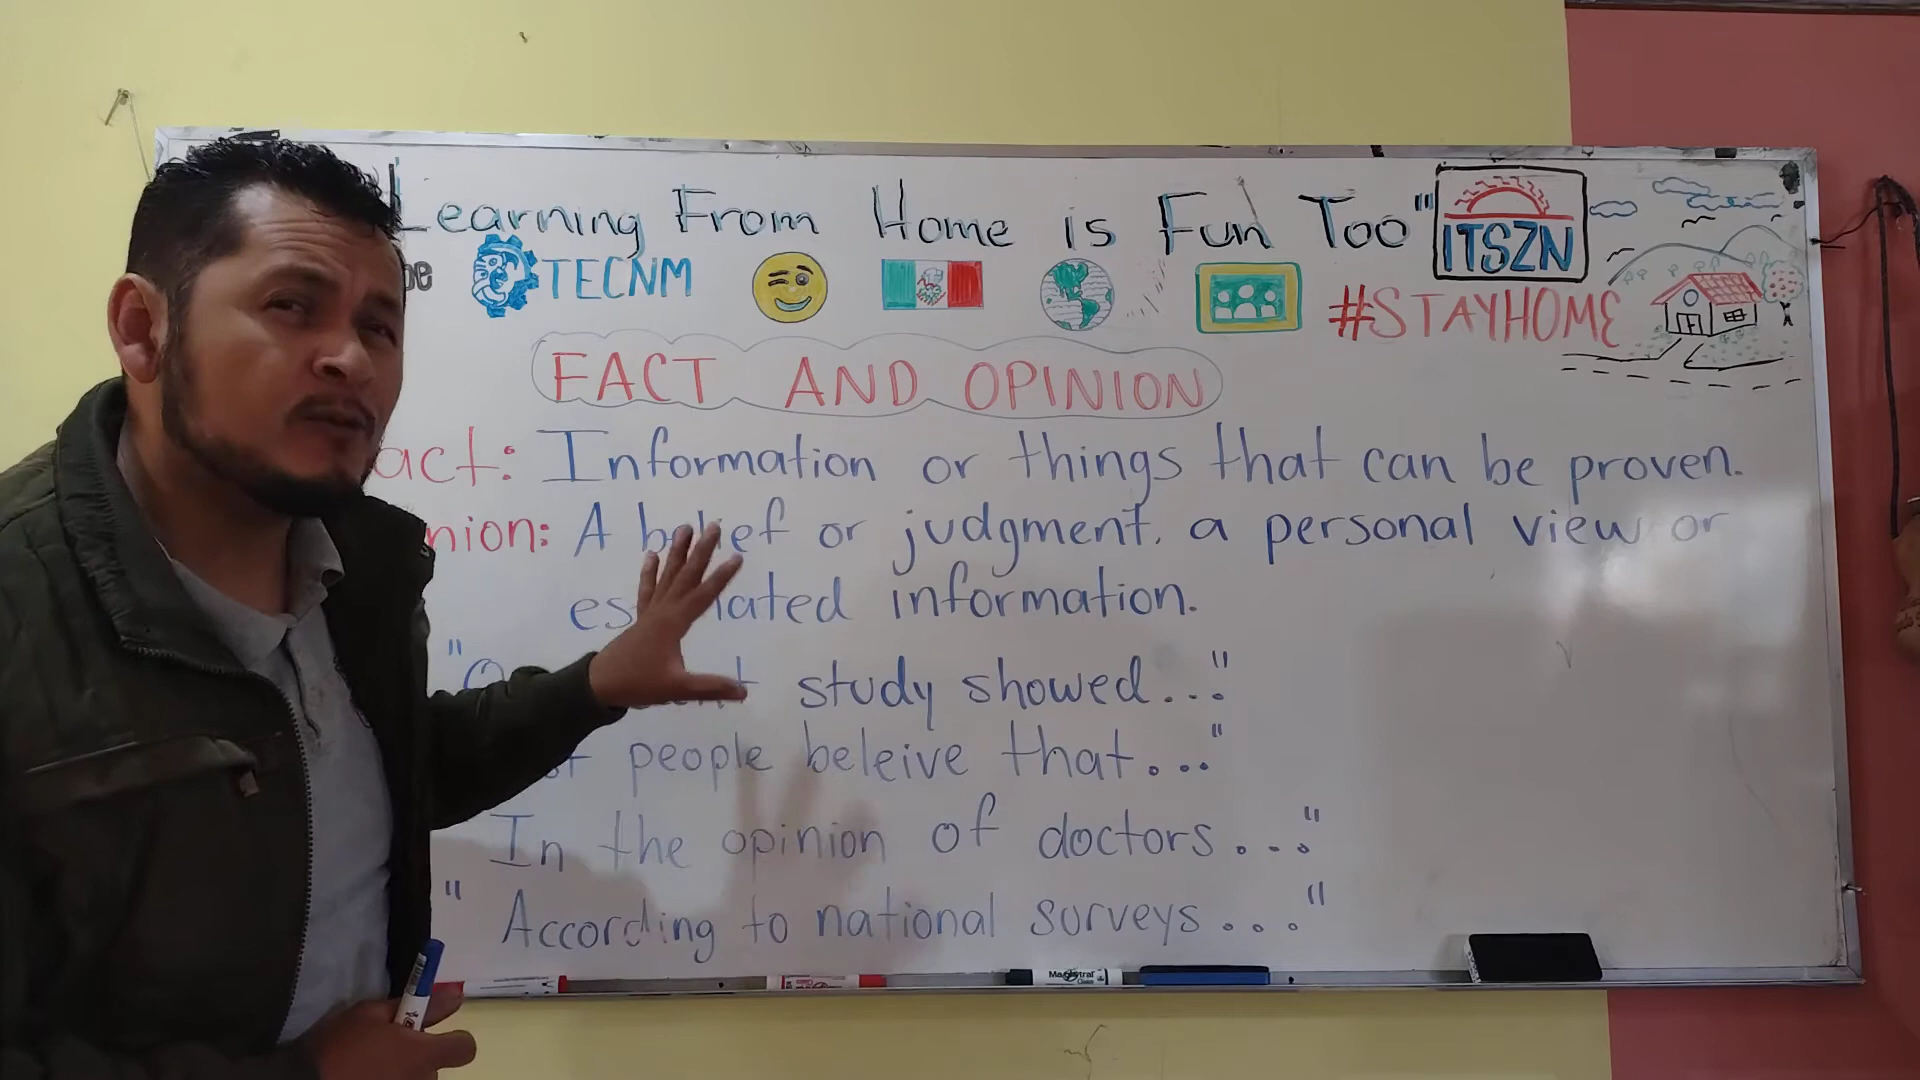 Learning From Home is Fun Too"
TECNM
ITSZN
#STAYHOME
FACT AND OPINION
act: Information or things that can be proven.
nion: A belief or judgment, a personal view or
information.
study showed..."
people beleive that..."
In the opinion of doctors..."
" According to national surveys..."
Magistral